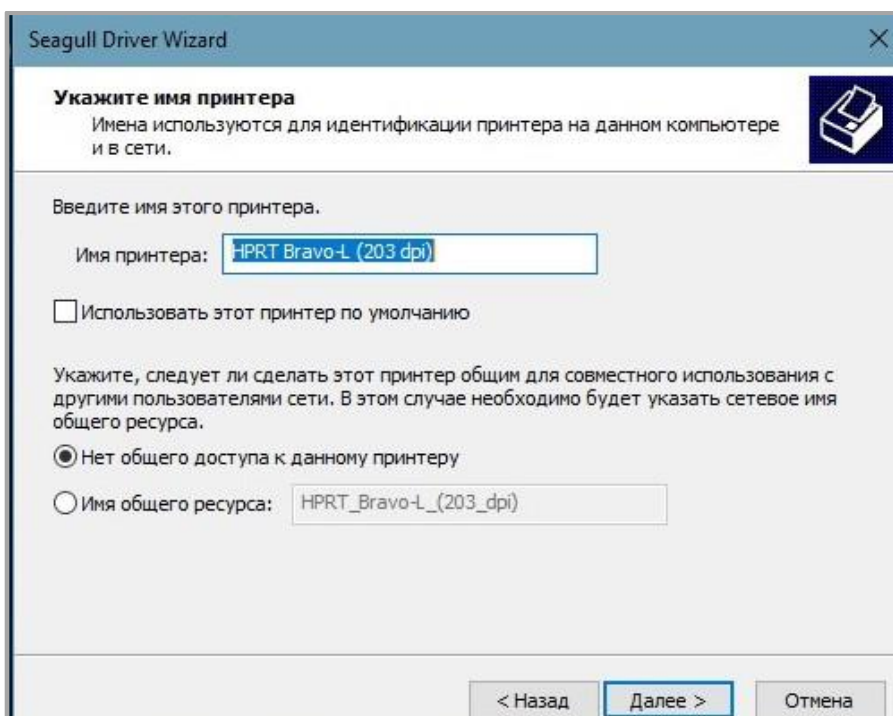 Seagull Driver Wizard
Укажите имя принтера
Имена используются для идентификации принтера на данном компьютере
и в сети.
Введите имя этого принтера.
Имя принтера: HPRT Bravo-L (203 dpi)
Использовать этот принтер по умолчанию
Укажите, следует ли сделать этот принтер общим для совместного использования с
другими пользователями сети. В этом случае необходимо будет указать сетевое имя
общего ресурса.
Нет общего доступа к данному принтеру
Имя общего ресурса: HPRT_Bravo-L_(203_dpi)
< Назад Далее > Отмена